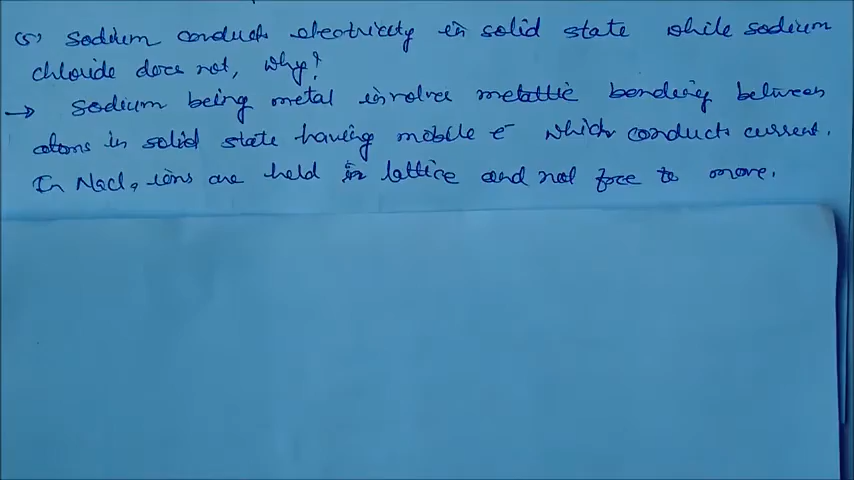 (5) Sodium conducts electricity in solid state while sodium
chloride does not, why?
→ Sodium being metal involves metattic bonding between
atoms in solid state having mobile e⁻ which conducts current.
In NaCl, ions are held in lattice and not free to move.